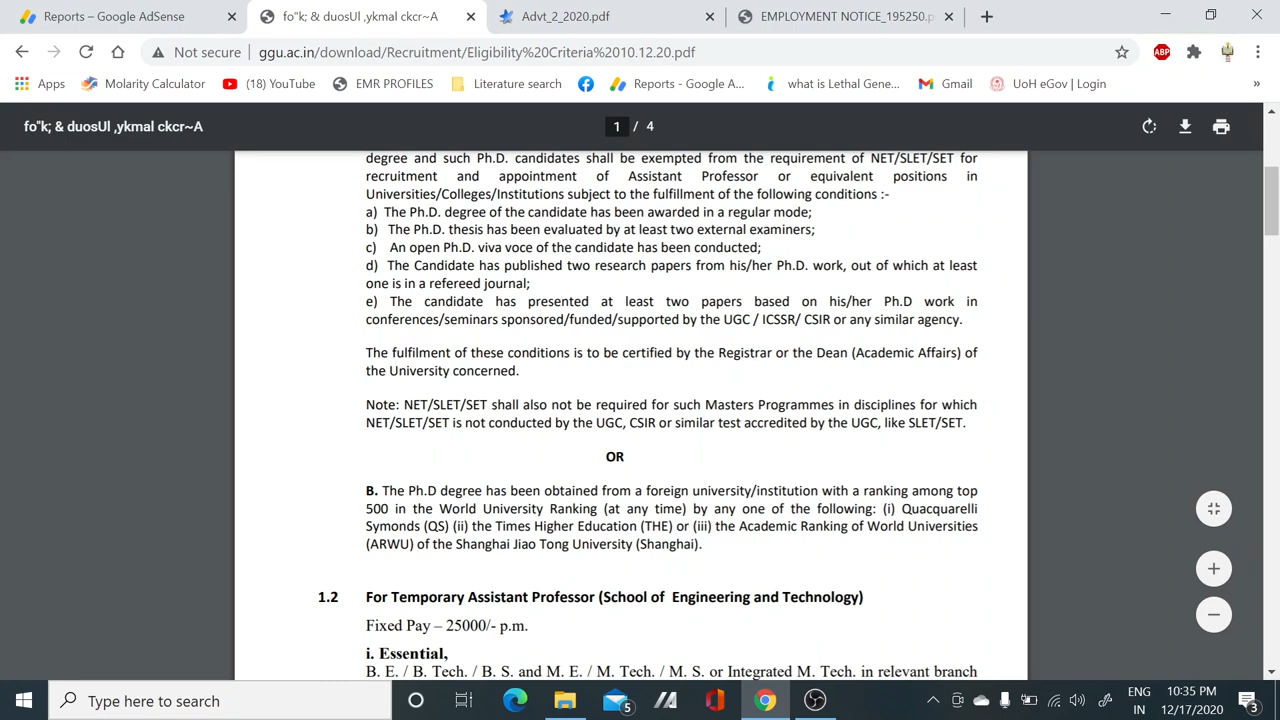 Reports – Google AdSense
fo"k; & duosUl ,ykmal ckcr~A
Advt_2_2020.pdf
EMPLOYMENT NOTICE_195250.p
Not secure
ggu.ac.in/download/Recruitment/Eligibility%20Criteria%2010.12.20.pdf
ABP
Apps
Molarity Calculator
(18) YouTube
EMR PROFILES
Literature search
Reports - Google A...
what is Lethal Gene...
Gmail
UoH eGov | Login
»
fo"k; & duosUl ,ykmal ckcr~A
1 / 4
degree and such Ph.D. candidates shall be exempted from the requirement of NET/SLET/SET for
recruitment and appointment of Assistant Professor or equivalent positions in
Universities/Colleges/Institutions subject to the fulfillment of the following conditions :-
a) The Ph.D. degree of the candidate has been awarded in a regular mode;
b) The Ph.D. thesis has been evaluated by at least two external examiners;
c) An open Ph.D. viva voce of the candidate has been conducted;
d) The Candidate has published two research papers from his/her Ph.D. work, out of which at least
one is in a refereed journal;
e) The candidate has presented at least two papers based on his/her Ph.D work in
conferences/seminars sponsored/funded/supported by the UGC / ICSSR/ CSIR or any similar agency.
The fulfilment of these conditions is to be certified by the Registrar or the Dean (Academic Affairs) of
the University concerned.
Note: NET/SLET/SET shall also not be required for such Masters Programmes in disciplines for which
NET/SLET/SET is not conducted by the UGC, CSIR or similar test accredited by the UGC, like SLET/SET.
OR
B. The Ph.D degree has been obtained from a foreign university/institution with a ranking among top
500 in the World University Ranking (at any time) by any one of the following: (i) Quacquarelli
Symonds (QS) (ii) the Times Higher Education (THE) or (iii) the Academic Ranking of World Universities
(ARWU) of the Shanghai Jiao Tong University (Shanghai).
1.2 For Temporary Assistant Professor (School of Engineering and Technology)
Fixed Pay – 25000/- p.m.
i. Essential,
B. E. / B. Tech. / B. S. and M. E. / M. Tech. / M. S. or Integrated M. Tech. in relevant branch
Type here to search
5
ENG
IN
10:35 PM
12/17/2020
3